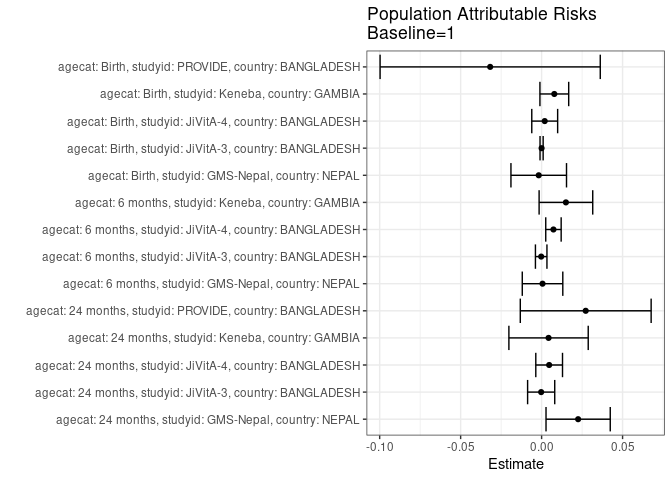 Population Attributable Risks
Baseline=1
agecat: Birth, studyid: PROVIDE, country: BANGLADESH
agecat: Birth, studyid: Keneba, country: GAMBIA
agecat: Birth, studyid: JiVitA-4, country: BANGLADESH
agecat: Birth, studyid: JiVitA-3, country: BANGLADESH
agecat: Birth, studyid: GMS-Nepal, country: NEPAL
agecat: 6 months, studyid: Keneba, country: GAMBIA
agecat: 6 months, studyid: JiVitA-4, country: BANGLADESH
agecat: 6 months, studyid: JiVitA-3, country: BANGLADESH
agecat: 6 months, studyid: GMS-Nepal, country: NEPAL
agecat: 24 months, studyid: PROVIDE, country: BANGLADESH
agecat: 24 months, studyid: Keneba, country: GAMBIA
agecat: 24 months, studyid: JiVitA-4, country: BANGLADESH
agecat: 24 months, studyid: JiVitA-3, country: BANGLADESH
agecat: 24 months, studyid: GMS-Nepal, country: NEPAL
-0.10 -0.05 0.00 0.05
Estimate